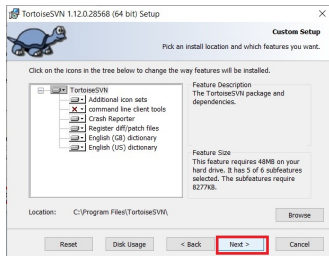 TortoiseSVN 1.12.0.28568 (64 bit) Setup
Custom Setup
Pick an install location and which features you want.
Click on the icons in the tree below to change the way features will be installed.
TortoiseSVN
Additional icon sets
command line client tools
Crash Reporter
Register diff/patch files
English (GB) dictionary
English (US) dictionary
Feature Description
The TortoiseSVN package and
dependencies.
Feature Size
This feature requires 48MB on your
hard drive. It has 5 of 6 subfeatures
selected. The subfeatures require
8277KB.
Location: C:\Program Files\TortoiseSVN\
Browse
Reset Disk Usage < Back Next > Cancel